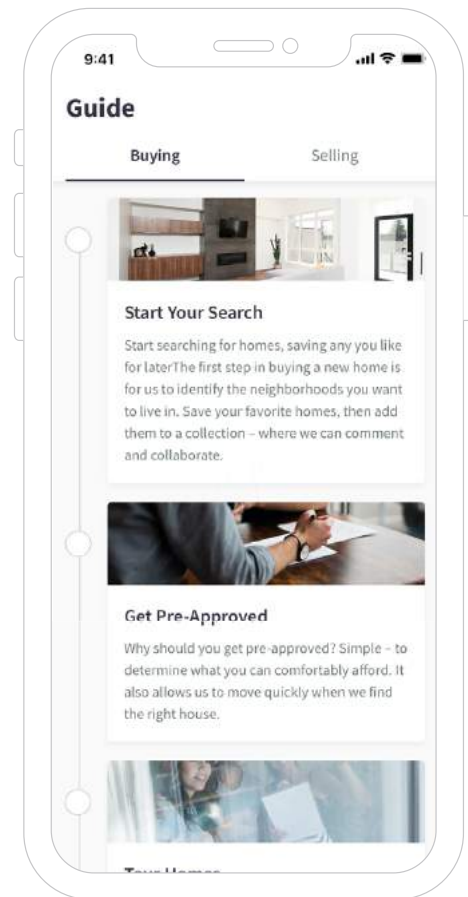 9:41
Guide
Buying Selling
Start Your Search
Start searching for homes, saving any you like
for laterThe first step in buying a new home is
for us to identify the neighborhoods you want
to live in. Save your favorite homes, then add
them to a collection – where we can comment
and collaborate.
Get Pre-Approved
Why should you get pre-approved? Simple – to
determine what you can comfortably afford. It
also allows us to move quickly when we find
the right house.
Tour Homes